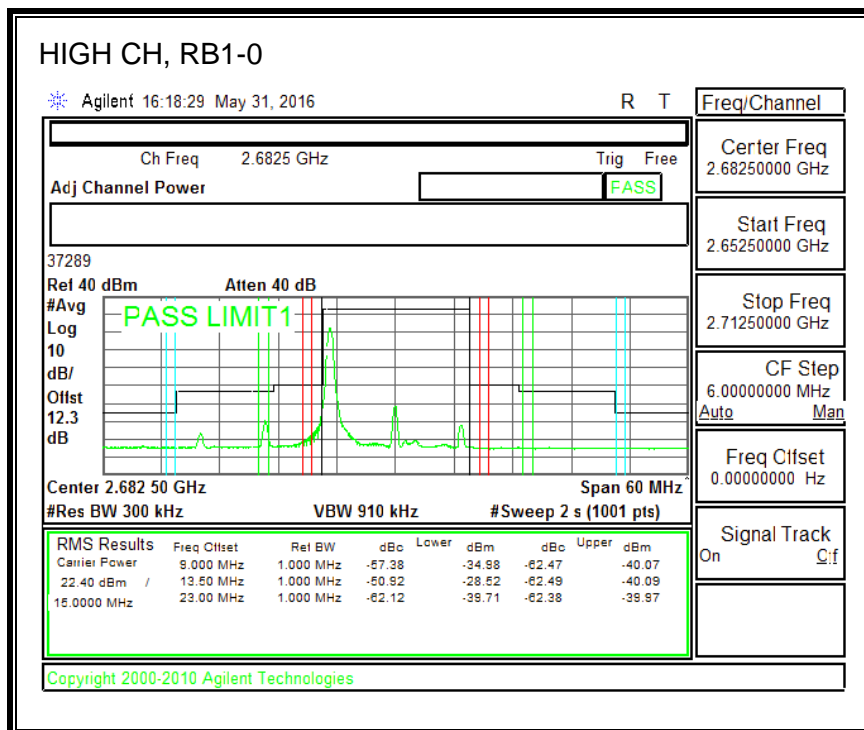 HIGH CH, RB1-0
Agilent 16:18:29 May 31, 2016 R T
Freq/Channel
Ch Freq 2.6825 GHz Trig Free
Adj Channel Power PASS
37289
Ref 40 dBm Atten 40 dB
#Avg
Log
10
dB/
Offst
12.3
dB
PASS LIMIT1
Center 2.682 50 GHz Span 60 MHz
#Res BW 300 kHz VBW 910 kHz #Sweep 2 s (1001 pts)
RMS Results Freq Offset Ref BW dBc Lower dBm dBc Upper dBm
Carrier Power 9.000 MHz 1.000 MHz -57.38 -34.98 -62.47 -40.07
22.40 dBm / 13.50 MHz 1.000 MHz -50.92 -28.52 -62.49 -40.09
15.0000 MHz 23.00 MHz 1.000 MHz -62.12 -39.71 -62.38 -39.97
Center Freq
2.68250000 GHz
Start Freq
2.65250000 GHz
Stop Freq
2.71250000 GHz
CF Step
6.00000000 MHz
Auto Man
Freq Offset
0.00000000 Hz
Signal Track
On Off
Copyright 2000-2010 Agilent Technologies